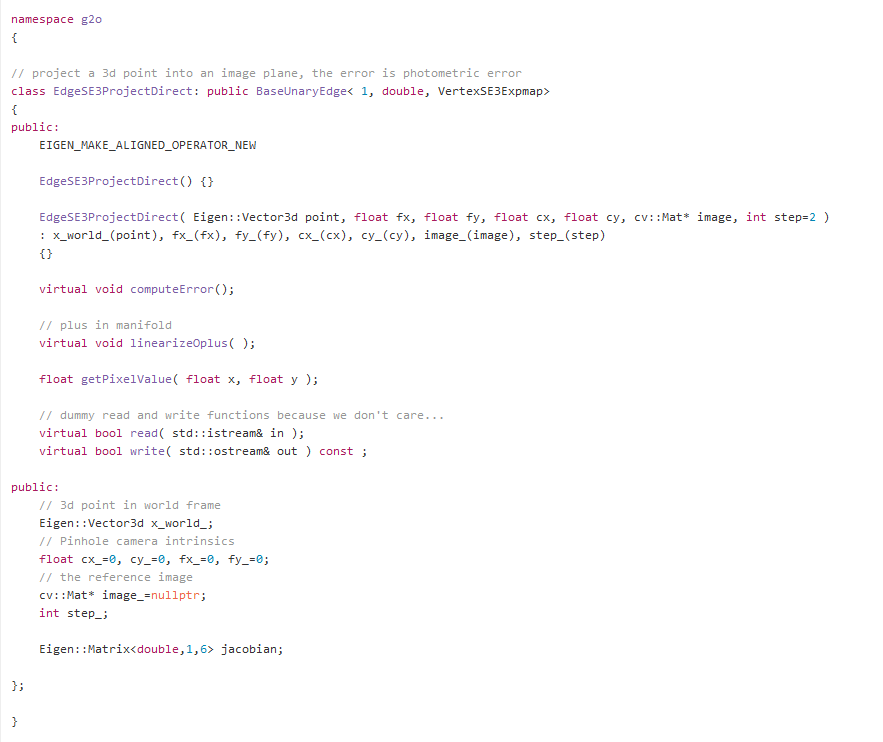 namespace g2o
{
// project a 3d point into an image plane, the error is photometric error
class EdgeSE3ProjectDirect: public BaseUnaryEdge< 1, double, VertexSE3Expmap>
{
public:
    EIGEN_MAKE_ALIGNED_OPERATOR_NEW
    EdgeSE3ProjectDirect() {}
    EdgeSE3ProjectDirect( Eigen::Vector3d point, float fx, float fy, float cx, float cy, cv::Mat* image, int step=2 )
    : x_world_(point), fx_(fx), fy_(fy), cx_(cx), cy_(cy), image_(image), step_(step)
    {}
    virtual void computeError();
    // plus in manifold
    virtual void linearizeOplus( );
    float getPixelValue( float x, float y );
    // dummy read and write functions because we don't care...
    virtual bool read( std::istream& in );
    virtual bool write( std::ostream& out ) const ;
public:
    // 3d point in world frame
    Eigen::Vector3d x_world_;
    // Pinhole camera intrinsics
    float cx_=0, cy_=0, fx_=0, fy_=0;
    // the reference image
    cv::Mat* image_=nullptr;
    int step_;
    Eigen::Matrix<double,1,6> jacobian;
};
}